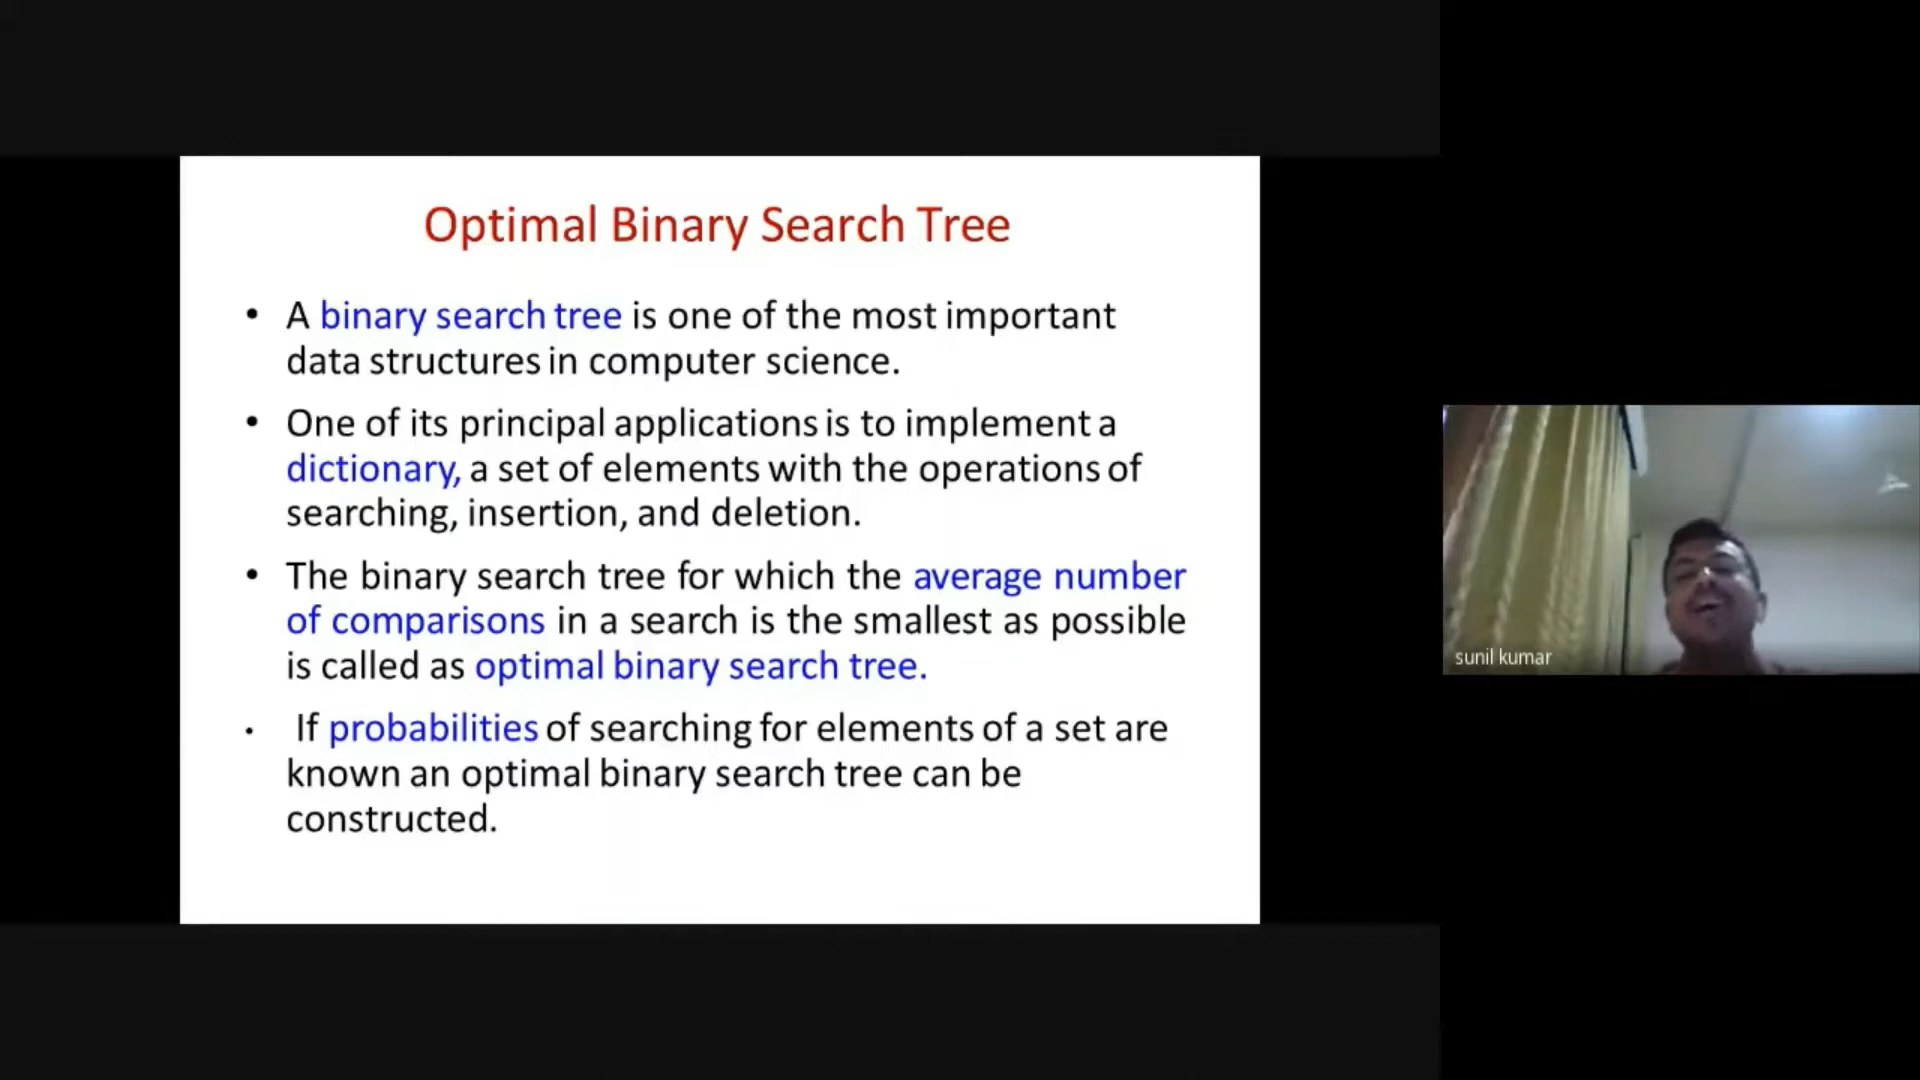 Optimal Binary Search Tree
• A binary search tree is one of the most important
data structures in computer science.
• One of its principal applications is to implement a
dictionary, a set of elements with the operations of
searching, insertion, and deletion.
• The binary search tree for which the average number
of comparisons in a search is the smallest as possible
is called as optimal binary search tree.
• If probabilities of searching for elements of a set are
known an optimal binary search tree can be
constructed.
sunil kumar